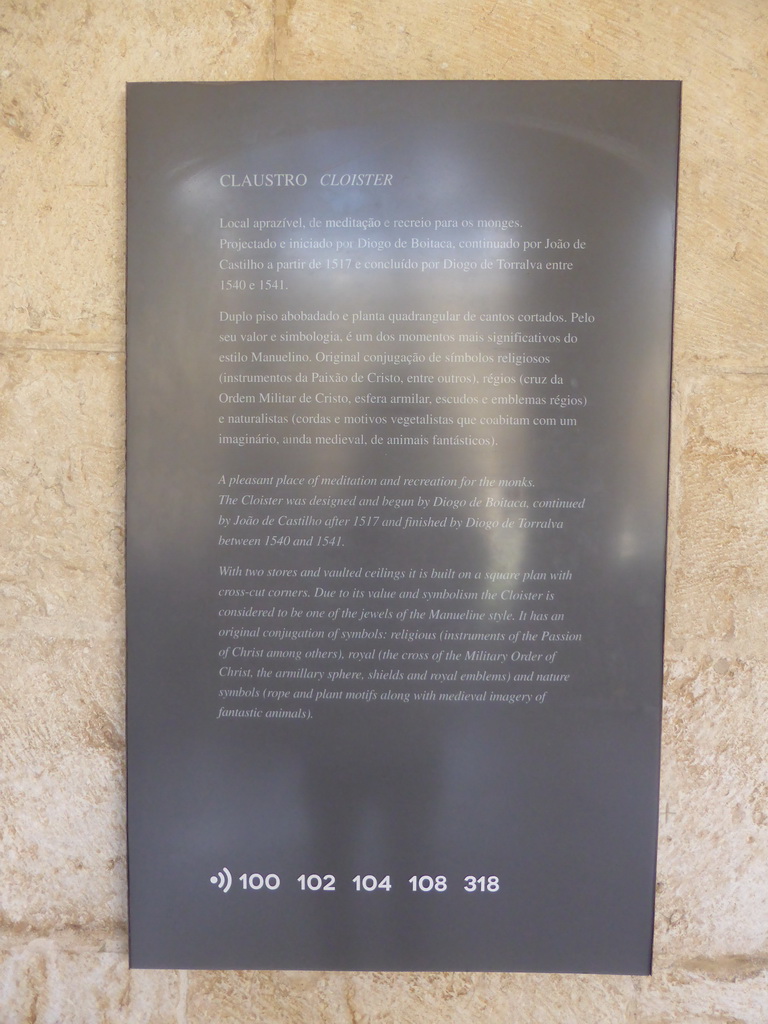 CLAUSTRO CLOISTER
Local aprazível, de meditação e recreio para os monges.
Projectado e iniciado por Diogo de Boitaca, continuado por João de
Castilho a partir de 1517 e concluído por Diogo de Torralva entre
1540 e 1541.
Duplo piso abobadado e planta quadrangular de cantos cortados. Pelo
seu valor e simbologia, é um dos momentos mais significativos do
estilo Manuelino. Original conjugação de símbolos religiosos
(instrumentos da Paixão de Cristo, entre outros), régios (cruz da
Ordem Militar de Cristo, esfera armilar, escudos e emblemas régios)
e naturalistas (cordas e motivos vegetalistas que coabitam com um
imaginário, ainda medieval, de animais fantásticos).
A pleasant place of meditation and recreation for the monks.
The Cloister was designed and begun by Diogo de Boitaca, continued
by João de Castilho after 1517 and finished by Diogo de Torralva
between 1540 and 1541.
With two stores and vaulted ceilings it is built on a square plan with
cross-cut corners. Due to its value and symbolism the Cloister is
considered to be one of the jewels of the Manueline style. It has an
original conjugation of symbols: religious (instruments of the Passion
of Christ among others), royal (the cross of the Military Order of
Christ, the armillary sphere, shields and royal emblems) and nature
symbols (rope and plant motifs along with medieval imagery of
fantastic animals).
100 102 104 108 318